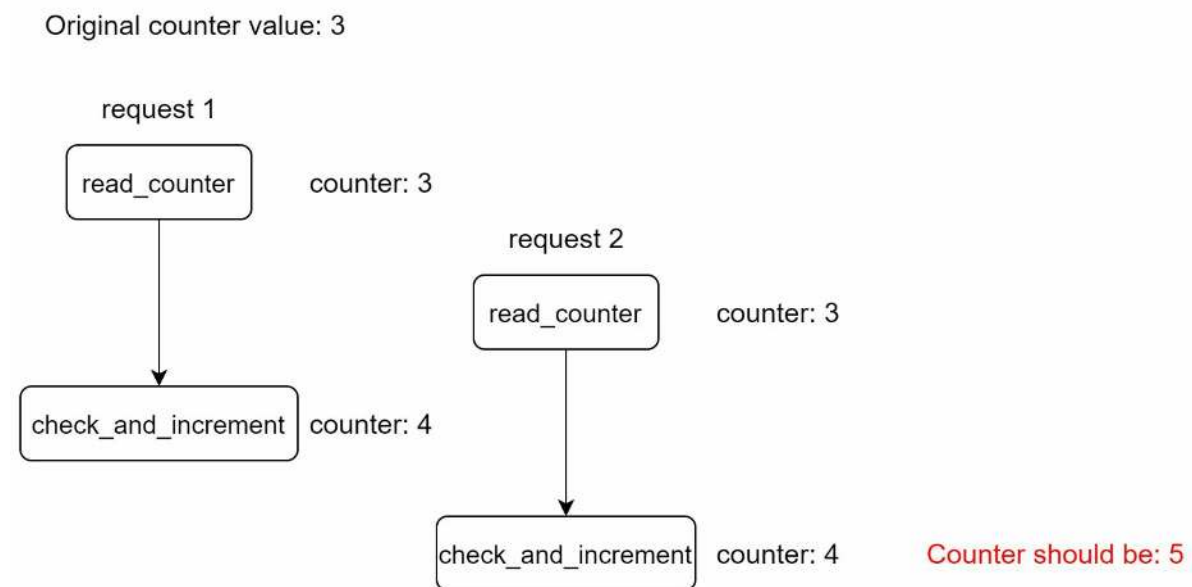 Original counter value: 3
request 1
read_counter
counter: 3
request 2
read_counter
counter: 3
check_and_increment
counter: 4
check_and_increment
counter: 4
Counter should be: 5